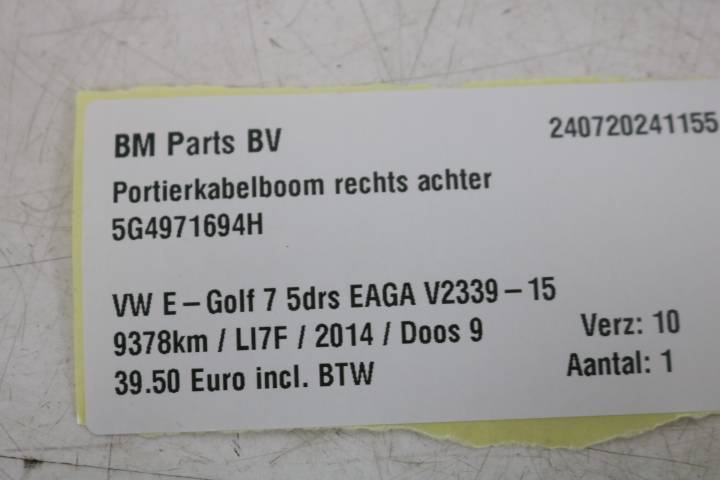 BM Parts BV
240720241155
Portierkabelboom rechts achter
5G4971694H
VW E-Golf 7 5drs EAGA V2339-15
9378km / LI7F / 2014 / Doos 9
Verz: 10
39.50 Euro incl. BTW
Aantal: 1